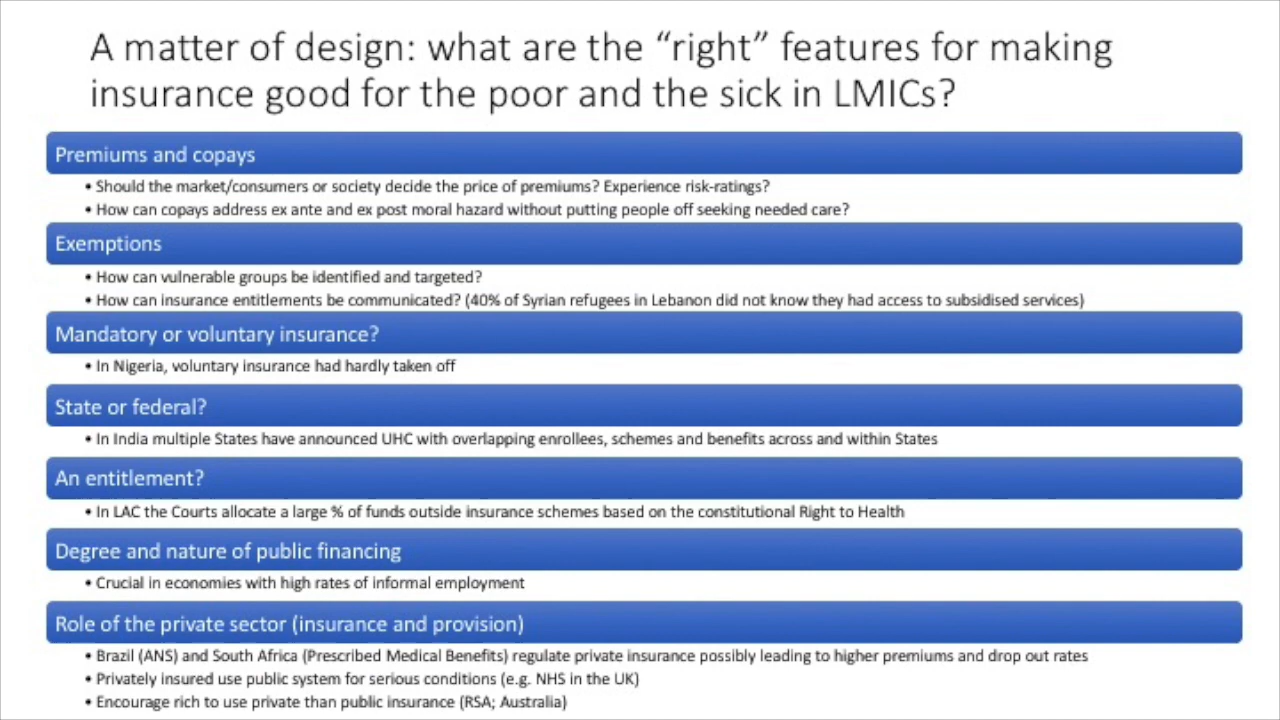 A matter of design: what are the “right” features for making
insurance good for the poor and the sick in LMICs?
Premiums and copays
• Should the market/consumers or society decide the price of premiums? Experience risk-ratings?
• How can copays address ex ante and ex post moral hazard without putting people off seeking needed care?
Exemptions
• How can vulnerable groups be identified and targeted?
• How can insurance entitlements be communicated? (40% of Syrian refugees in Lebanon did not know they had access to subsidised services)
Mandatory or voluntary insurance?
• In Nigeria, voluntary insurance had hardly taken off
State or federal?
• In India multiple States have announced UHC with overlapping enrollees, schemes and benefits across and within States
An entitlement?
• In LAC the Courts allocate a large % of funds outside insurance schemes based on the constitutional Right to Health
Degree and nature of public financing
• Crucial in economies with high rates of informal employment
Role of the private sector (insurance and provision)
• Brazil (ANS) and South Africa (Prescribed Medical Benefits) regulate private insurance possibly leading to higher premiums and drop out rates
• Privately insured use public system for serious conditions (e.g. NHS in the UK)
• Encourage rich to use private than public insurance (RSA; Australia)